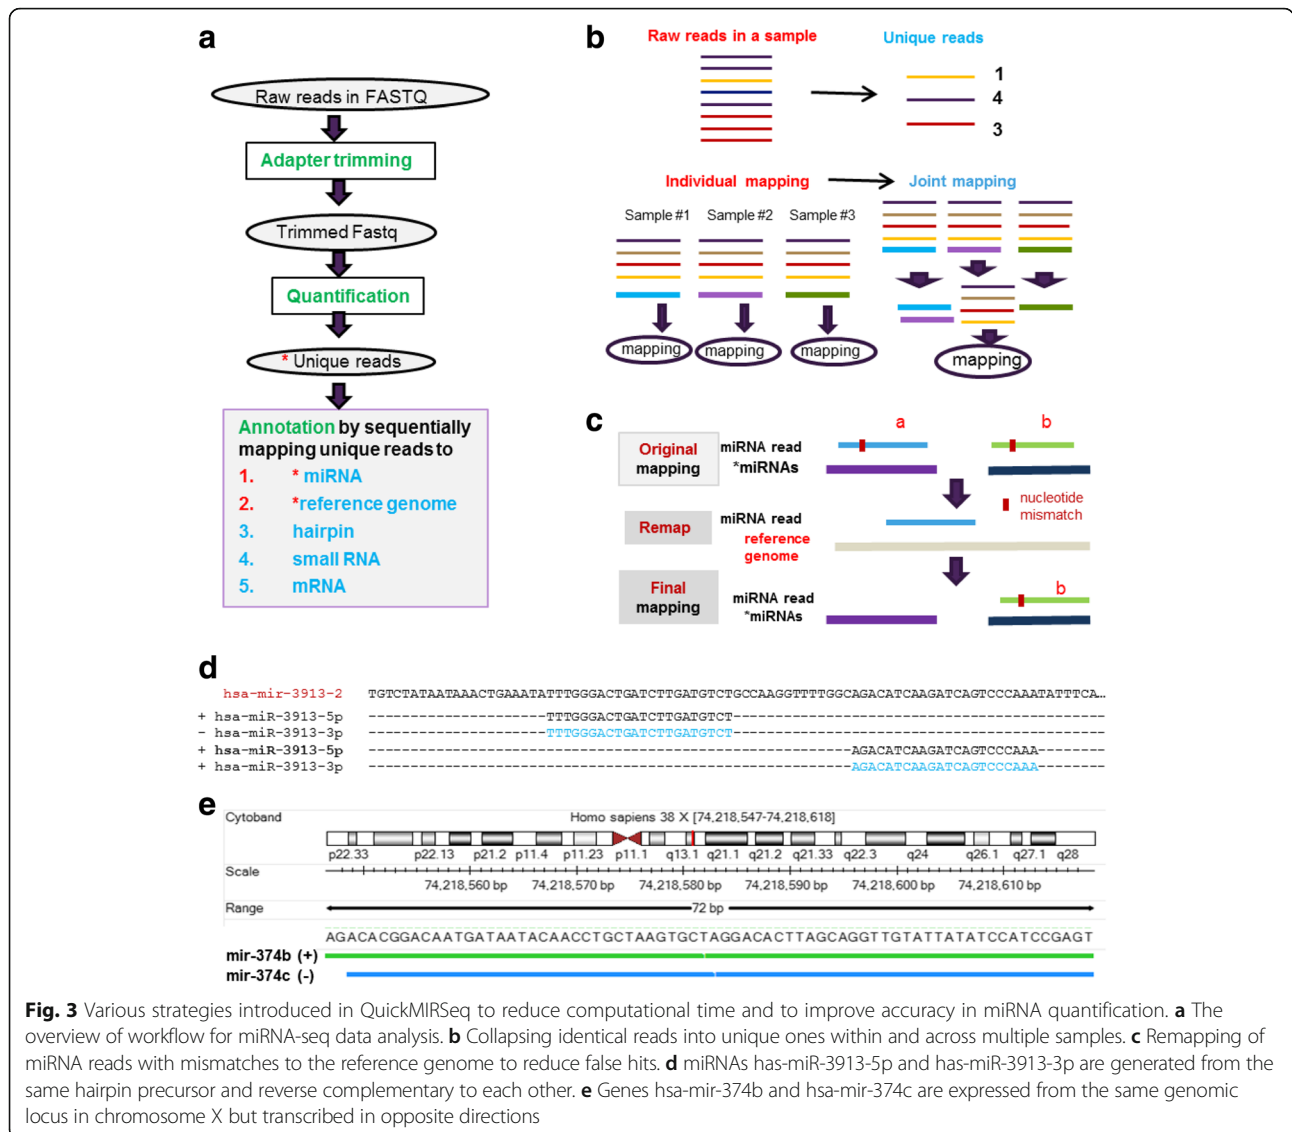 a
Raw reads in FASTQ
Adapter trimming
Trimmed Fastq
Quantification
* Unique reads
Annotation by sequentially
mapping unique reads to
1. * miRNA
2. *reference genome
3. hairpin
4. small RNA
5. mRNA
b
Raw reads in a sample
Unique reads
1
4
3
Individual mapping
Joint mapping
Sample #1 Sample #2 Sample #3
mapping mapping mapping
mapping
c
a
b
Original
mapping
miRNA read
*miRNAs
nucleotide
mismatch
Remap
miRNA read
reference
genome
Final
mapping
miRNA read
*miRNAs
b
d
hsa-mir-3913-2 TGTCTATAATAAACTGAAATATTTGGGACTGATCTTGATGTCTGCCAAGGTTTTGGCAGACATCAAGATCAGTCCCAAATATTTCA...
+ hsa-miR-3913-5p ---------------------TTTGGGACTGATCTTGATGTCT--------------------------------------------
- hsa-miR-3913-3p ---------------------TTTGGGACTGATCTTGATGTCT--------------------------------------------
+ hsa-miR-3913-5p ---------------------------------------------------------AGACATCAAGATCAGTCCCAAA--------
+ hsa-miR-3913-3p ---------------------------------------------------------AGACATCAAGATCAGTCCCAAA--------
e
Cytoband
Homo sapiens 38 X [74,218,547-74,218,618]
p22.33 p22.13 p21.2 p11.4 p11.23 p11.1 q13.1 q21.1 q21.2 q21.33 q22.3 q24 q26.1 q27.1 q28
Scale
74,218,560 bp 74,218,570 bp 74,218,580 bp 74,218,590 bp 74,218,600 bp 74,218,610 bp
Range
72 bp
AGACACGGACAATGATAATACAACCTGCTAAGTGCTAGGACACTTAGCAGGTTGTATTATATCCATCCGAGT
mir-374b (+)
mir-374c (-)
Fig. 3 Various strategies introduced in QuickMIRSeq to reduce computational time and to improve accuracy in miRNA quantification. a The
overview of workflow for miRNA-seq data analysis. b Collapsing identical reads into unique ones within and across multiple samples. c Remapping of
miRNA reads with mismatches to the reference genome to reduce false hits. d miRNAs has-miR-3913-5p and has-miR-3913-3p are generated from the
same hairpin precursor and reverse complementary to each other. e Genes hsa-mir-374b and hsa-mir-374c are expressed from the same genomic
locus in chromosome X but transcribed in opposite directions